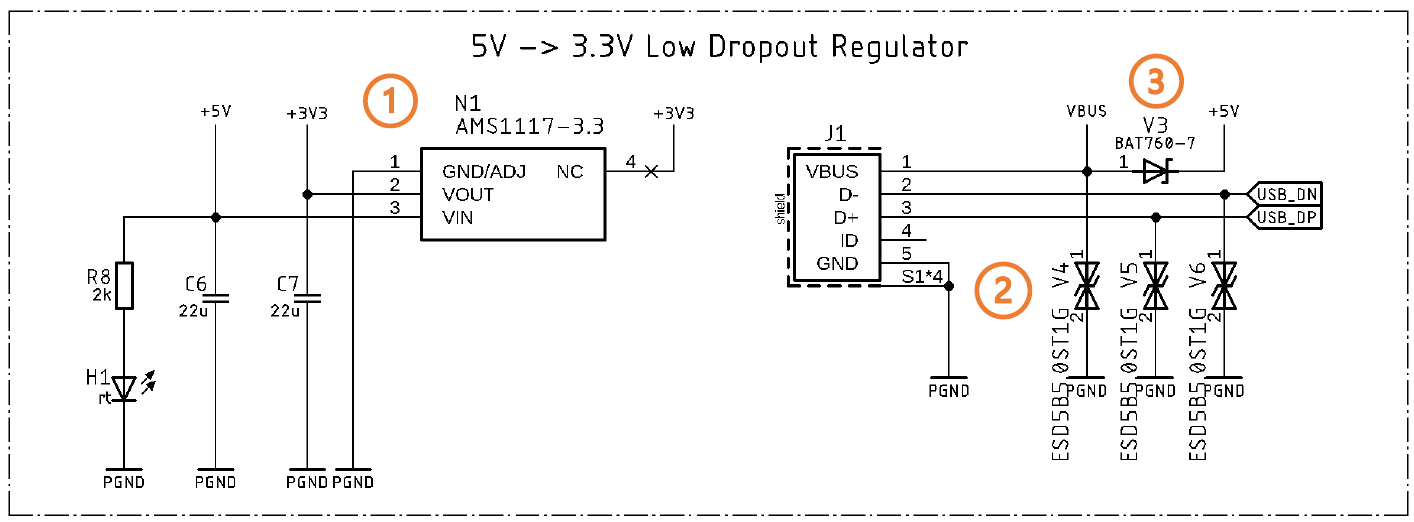 5V -> 3.3V Low Dropout Regulator
1
3
+5V
+3V3
N1
AMS1117-3.3
+3V3
1
GND/ADJ
NC
4
2
VOUT
3
VIN
R8
2k
C6
22u
C7
22u
H1
rt
PGND
PGND
PGND
PGND
J1
VBUS
V3
BAT760-7
+5V
shield
VBUS
1
1
D-
2
USB_DN
D+
3
USB_DP
ID
4
GND
5
S1*4
2
PGND
V4
1
2
ESD5B5.0ST1G
PGND
V5
1
2
ESD5B5.0ST1G
PGND
V6
1
2
ESD5B5.0ST1G
PGND